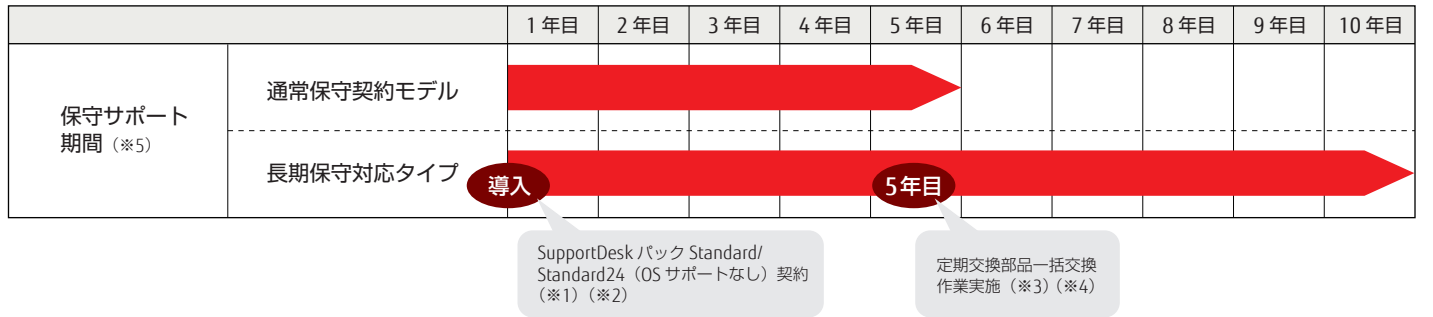 1年目 2年目 3年目 4年目 5年目 6年目 7年目 8年目 9年目 10年目
保守サポート
期間（※5）
通常保守契約モデル
長期保守対応タイプ
導入
5年目
SupportDesk パック Standard/
Standard24（OSサポートなし）契約
（※1）（※2）
定期交換部品一括交換
作業実施（※3）（※4）